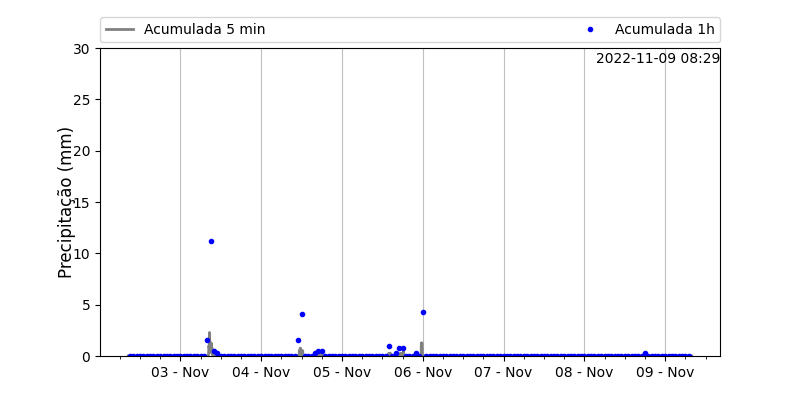 Acumulada 5 min
Acumulada 1h
2022-11-09 08:29
Precipitação (mm)
30
25
20
15
10
5
0
03 - Nov
04 - Nov
05 - Nov
06 - Nov
07 - Nov
08 - Nov
09 - Nov